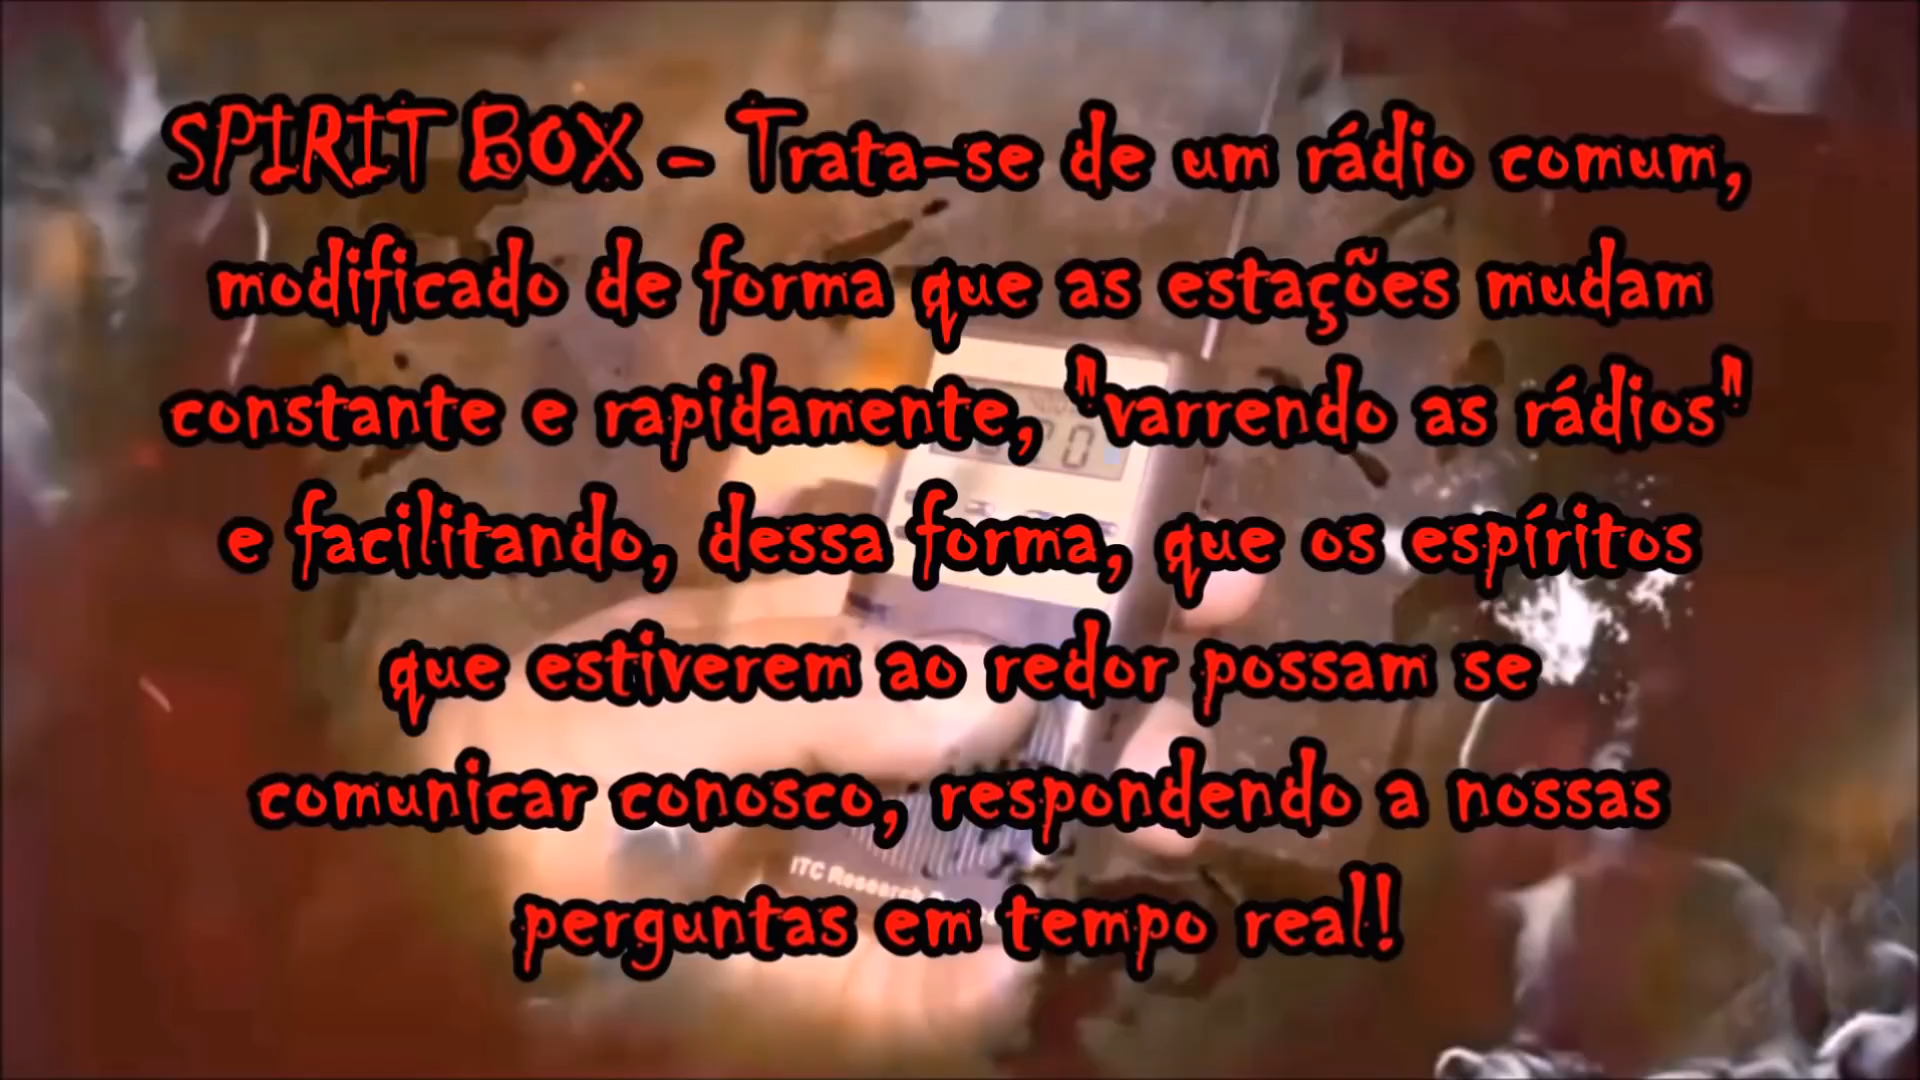 SPIRIT BOX - Trata-se de um rádio comum,
modificado de forma que as estações mudam
constante e rapidamente, "varrendo as rádios"
e facilitando, dessa forma, que os espíritos
que estiverem ao redor possam se
comunicar conosco, respondendo a nossas
perguntas em tempo real!
ITC Research